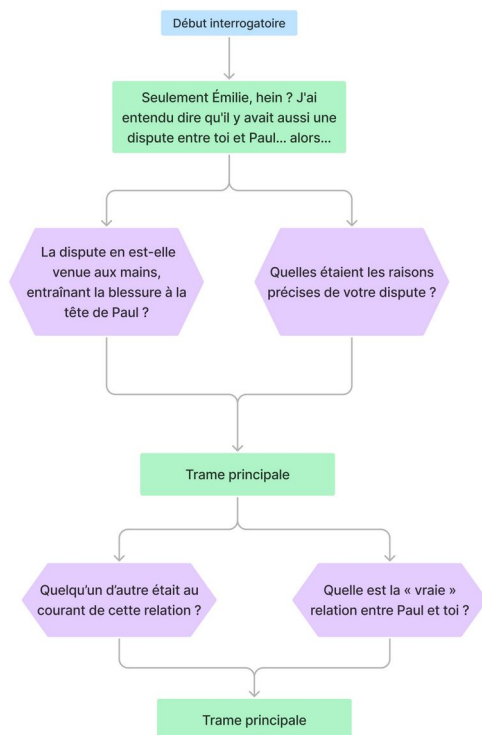 Début interrogatoire
Seulement Émilie, hein ? J'ai
entendu dire qu'il y avait aussi une
dispute entre toi et Paul... alors...
La dispute en est-elle
venue aux mains,
entraînant la blessure à la
tête de Paul ?
Quelles étaient les raisons
précises de votre dispute ?
Trame principale
Quelqu’un d’autre était au
courant de cette relation ?
Quelle est la « vraie »
relation entre Paul et toi ?
Trame principale